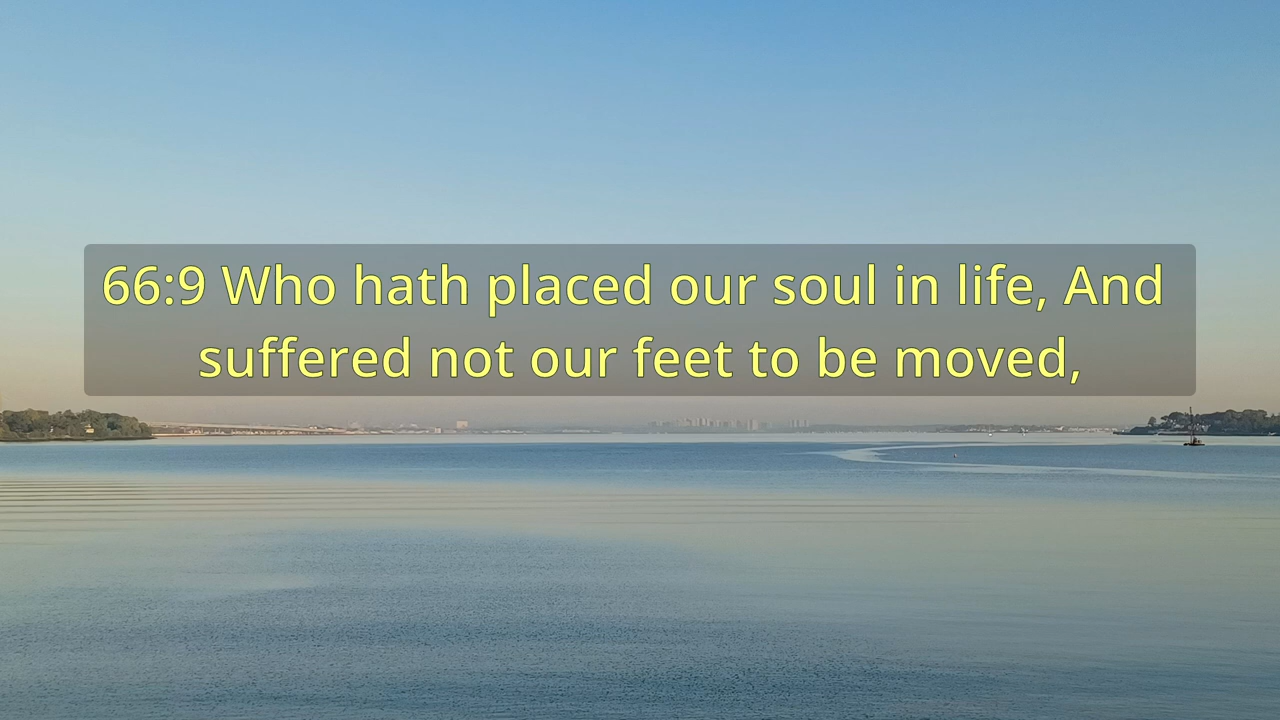 66:9 Who hath placed our soul in life, And
suffered not our feet to be moved,